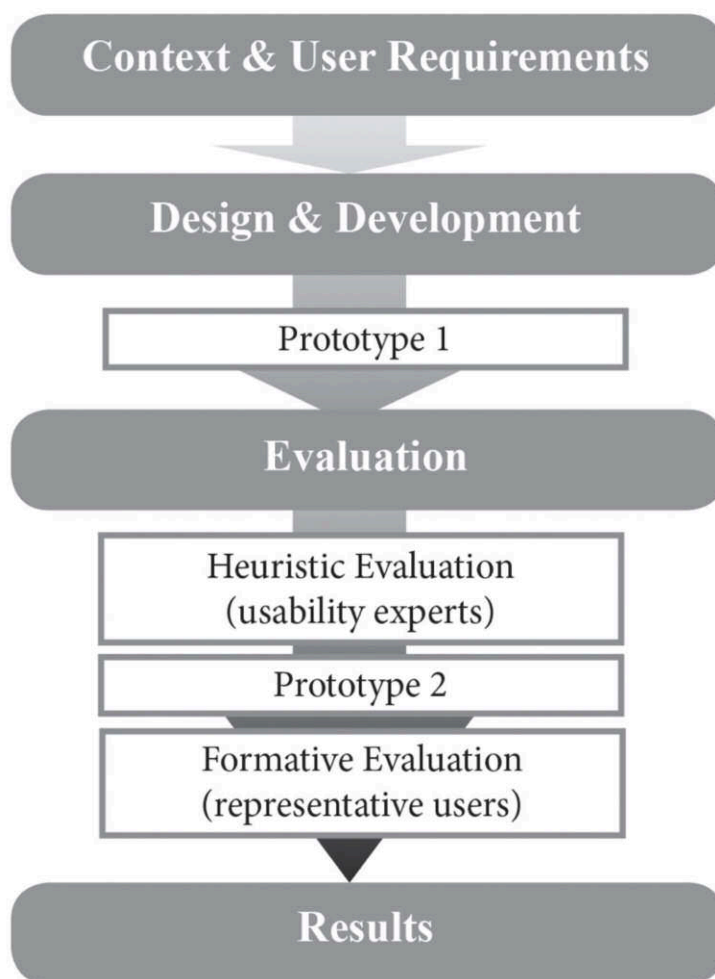 Context & User Requirements
Design & Development
Prototype 1
Evaluation
Heuristic Evaluation
(usability experts)
Prototype 2
Formative Evaluation
(representative users)
Results